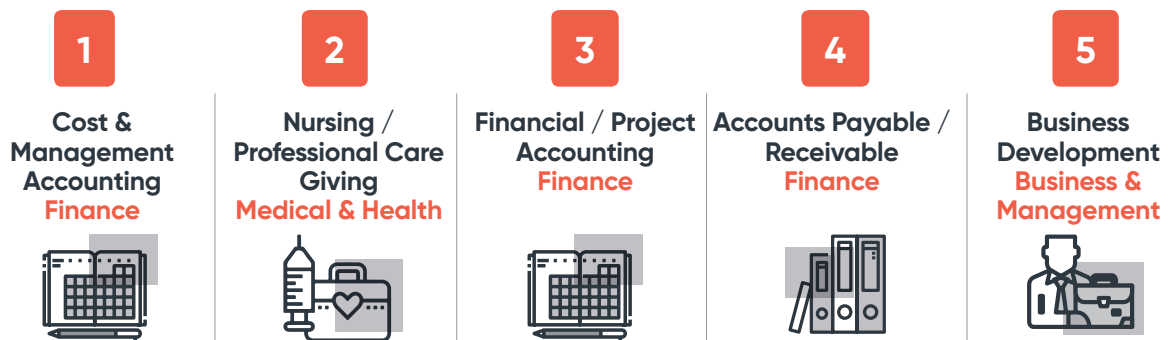 1
Cost &
Management
Accounting
Finance
2
Nursing /
Professional Care
Giving
Medical & Health
3
Financial / Project
Accounting
Finance
4
Accounts Payable /
Receivable
Finance
5
Business
Development
Business &
Management